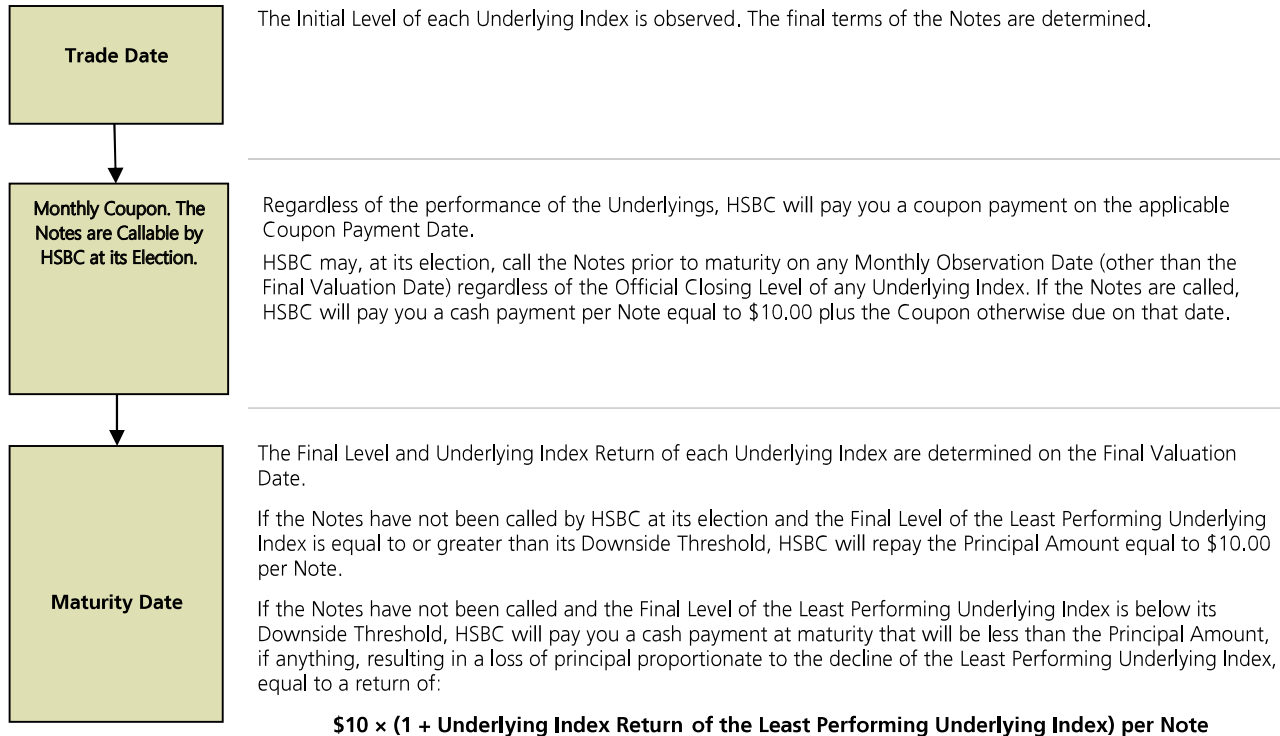 Trade Date
The Initial Level of each Underlying Index is observed. The final terms of the Notes are determined.
Monthly Coupon. The
Notes are Callable by
HSBC at its Election.
Regardless of the performance of the Underlyings, HSBC will pay you a coupon payment on the applicable
Coupon Payment Date.
HSBC may, at its election, call the Notes prior to maturity on any Monthly Observation Date (other than the
Final Valuation Date) regardless of the Official Closing Level of any Underlying Index. If the Notes are called,
HSBC will pay you a cash payment per Note equal to $10.00 plus the Coupon otherwise due on that date.
Maturity Date
The Final Level and Underlying Index Return of each Underlying Index are determined on the Final Valuation
Date.
If the Notes have not been called by HSBC at its election and the Final Level of the Least Performing Underlying
Index is equal to or greater than its Downside Threshold, HSBC will repay the Principal Amount equal to $10.00
per Note.
If the Notes have not been called and the Final Level of the Least Performing Underlying Index is below its
Downside Threshold, HSBC will pay you a cash payment at maturity that will be less than the Principal Amount,
if anything, resulting in a loss of principal proportionate to the decline of the Least Performing Underlying Index,
equal to a return of:
$10 × (1 + Underlying Index Return of the Least Performing Underlying Index) per Note